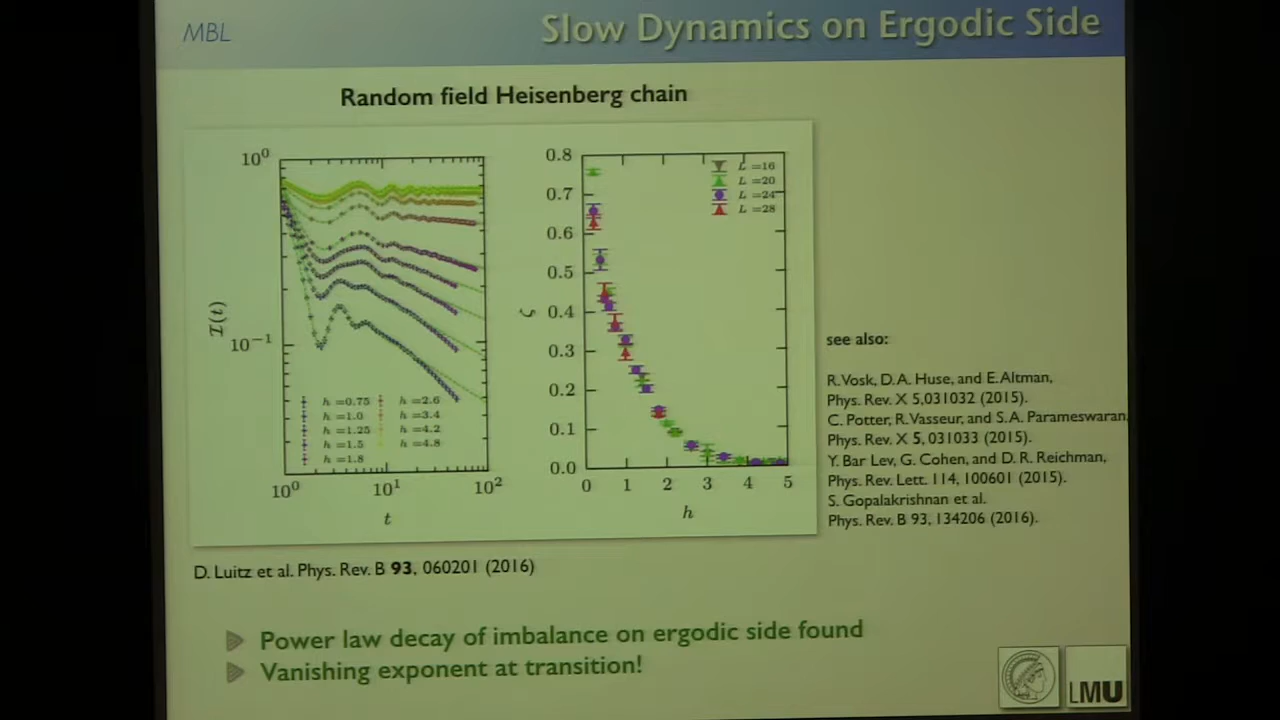 MBL
Slow Dynamics on Ergodic Side
Random field Heisenberg chain
10⁰
10⁻¹
I(t)
h =0.75
h =1.0
h =1.25
h =1.5
h =1.8
h =2.6
h =3.4
h =4.2
h =4.8
10⁰ 10¹ 10²
t
0.8
0.7
0.6
0.5
0.4
0.3
0.2
0.1
0.0
ζ
L =16
L =20
L =24
L =28
0 1 2 3 4 5
h
see also:
R. Vosk, D. A. Huse, and E. Altman,
Phys. Rev. X 5, 031032 (2015).
C. Potter, R. Vasseur, and S.A. Parameswaran,
Phys. Rev. X 5, 031033 (2015).
Y. Bar Lev, G. Cohen, and D. R. Reichman,
Phys. Rev. Lett. 114, 100601 (2015).
S. Gopalakrishnan et al.
Phys. Rev. B 93, 134206 (2016).
D. Luitz et al. Phys. Rev. B 93, 060201 (2016)
Power law decay of imbalance on ergodic side found
Vanishing exponent at transition!
LMU